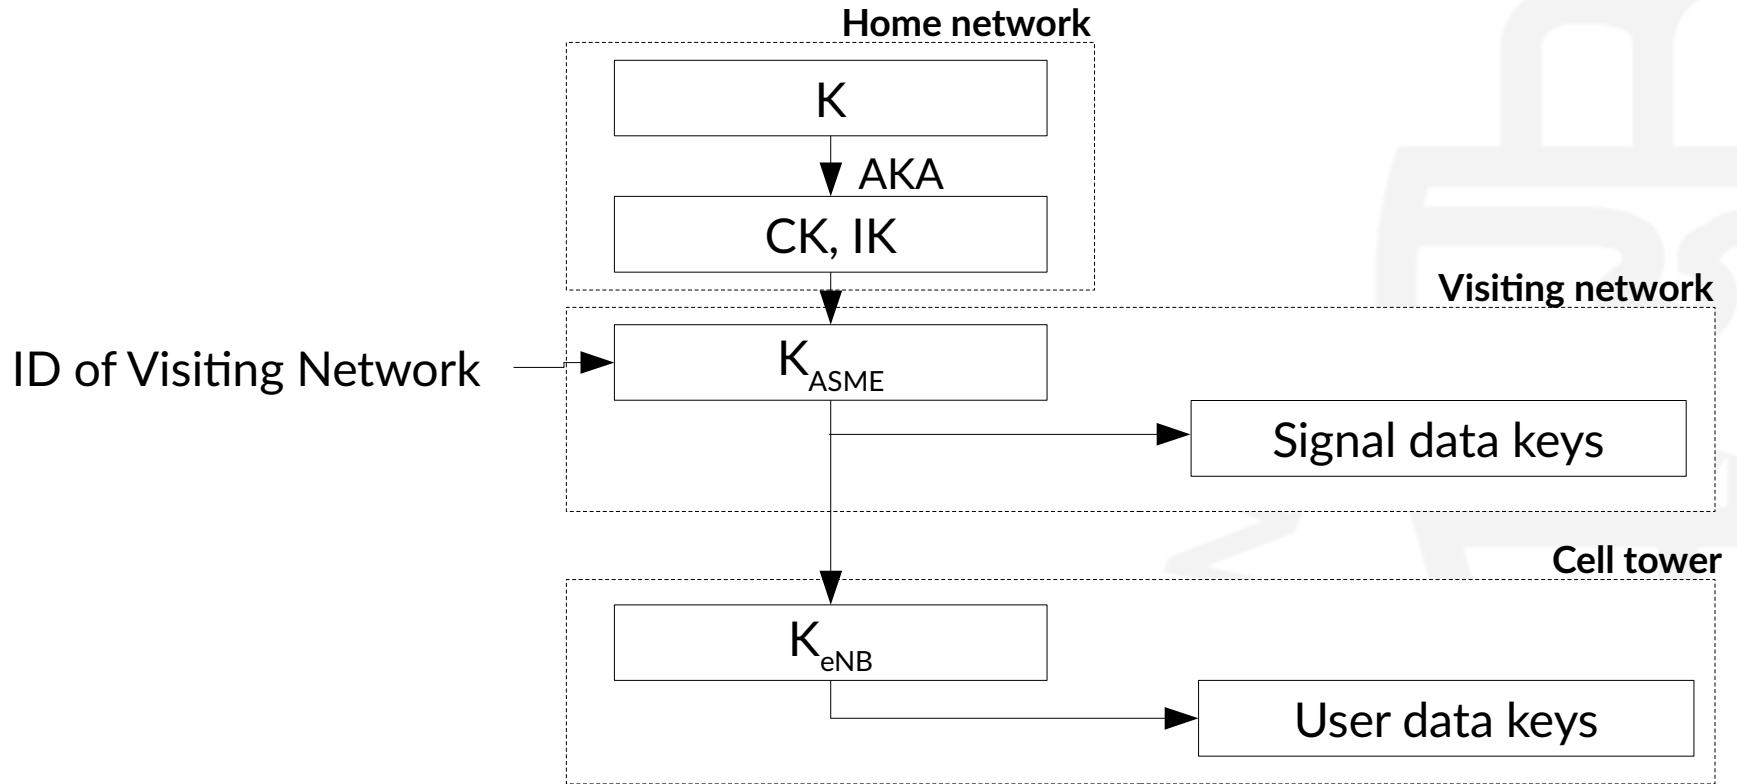 Home network
K
AKA
CK, IK
Visiting network
ID of Visiting Network
K_ASME
Signal data keys
Cell tower
K_eNB
User data keys